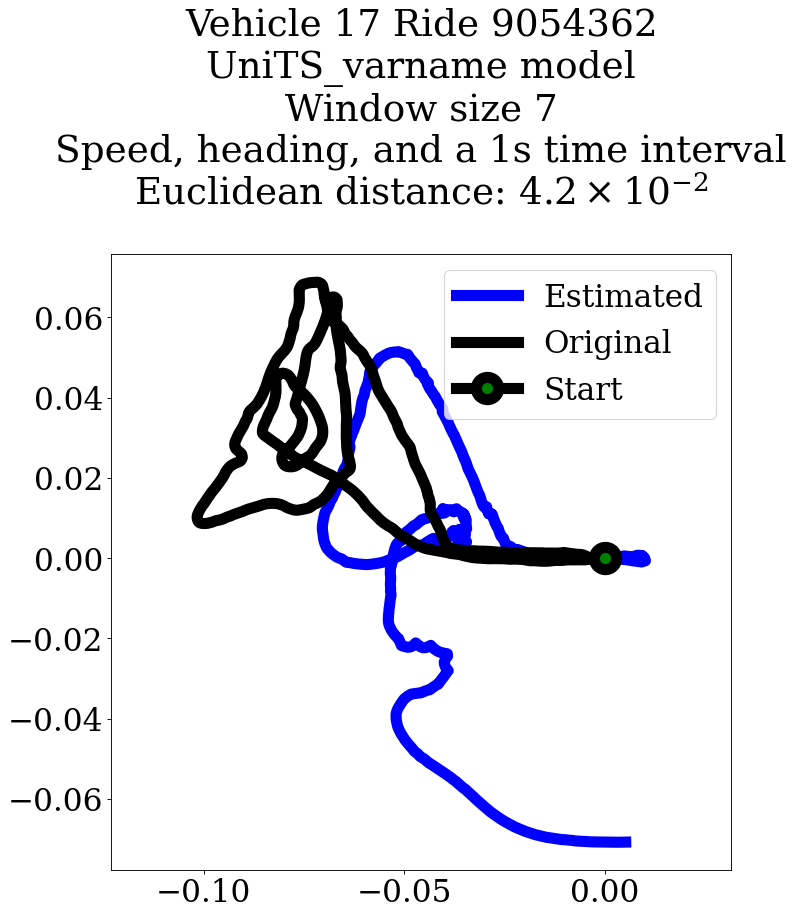 Vehicle 17 Ride 9054362
UniTS_varname model
Window size 7
Speed, heading, and a 1s time interval
Euclidean distance: 4.2 × 10⁻²
Estimated
Original
Start
0.06
0.04
0.02
0.00
−0.02
−0.04
−0.06
−0.10
−0.05
0.00